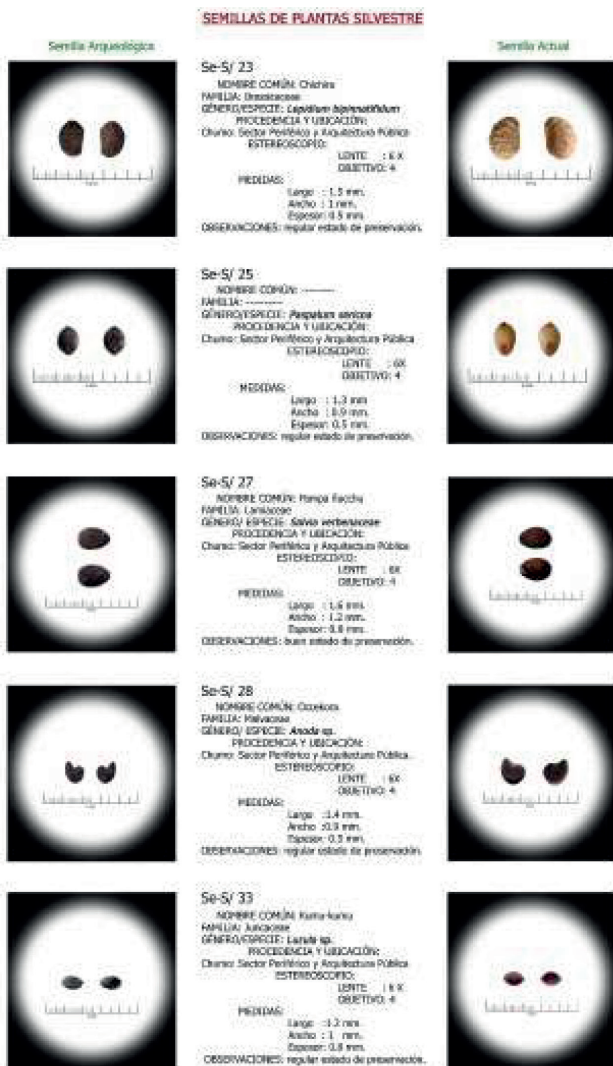 SEMILLAS DE PLANTAS SILVESTRE
Semilla Arqueológica
Semilla Actual
Se-S/ 23
NOMBRE COMÚN: Chichira
FAMILIA: Brassicaceae
GÉNERO/ESPECIE: Lepidium bipinnatifidum
PROCEDENCIA Y UBICACIÓN:
Churno: Sector Periférico y Arquitectura Pública
ESTEREOSCOPIO:
LENTE : 6 X
OBJETIVO: 4
MEDIDAS:
Largo : 1.5 mm.
Ancho : 1 mm.
Espesor: 0.5 mm.
OBSERVACIONES: regular estado de preservación.
Se-S/ 25
NOMBRE COMÚN: -------
FAMILIA: ---------
GÉNERO/ESPECIE: Paspalum
PROCEDENCIA Y UBICACIÓN:
Churno: Sector Periférico y Arquitectura Pública
ESTEREOSCOPIO:
LENTE : 6X
OBJETIVO: 4
MEDIDAS:
Largo : 1.3 mm
Ancho : 0.9 mm.
Espesor: 0.5 mm.
OBSERVACIONES: regular estado de preservación.
Se-S/ 27
NOMBRE COMÚN: Pampa
FAMILIA: Lamiaceae
GÉNERO/ ESPECIE: Salvia verbenaceae
PROCEDENCIA Y UBICACIÓN:
Churno: Sector Periférico y Arquitectura Pública
ESTEREOSCOPIO:
LENTE : 6X
OBJETIVO: 4
MEDIDAS:
Largo : 1.6 mm.
Ancho : 1.2 mm.
Espesor: 0.8 mm.
OBSERVACIONES: buen estado de preservación.
Se-S/ 28
NOMBRE COMÚN:
FAMILIA: Malvaceae
GÉNERO/ ESPECIE: Anoda sp.
PROCEDENCIA Y UBICACIÓN:
Churno: Sector Periférico y Arquitectura Pública.
ESTEREOSCOPIO:
LENTE : 6X
OBJETIVO: 4
MEDIDAS:
Largo :1.4 mm.
Ancho :0.9 mm.
Espesor: 0.5 mm.
OBSERVACIONES: regular estado de preservación.
Se-S/ 33
NOMBRE COMÚN: Kumu-kumu
FAMILIA: Juncaceae
GÉNERO/ESPECIE: Luzula sp.
PROCEDENCIA Y UBICACIÓN:
Churno: Sector Periférico y Arquitectura Pública
ESTEREOSCOPIO:
LENTE : 6 X
OBJETIVO: 4
MEDIDAS:
Largo :1.2 mm.
Ancho : 1 mm.
Espesor: 0.8 mm.
OBSERVACIONES: regular estado de preservación.